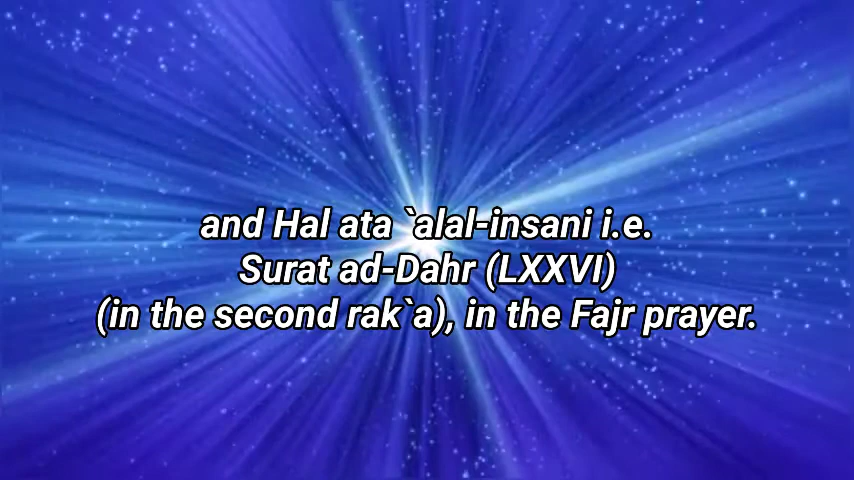 and Hal ata `alal-insani i.e.
Surat ad-Dahr (LXXVI)
(in the second rak`a), in the Fajr prayer.